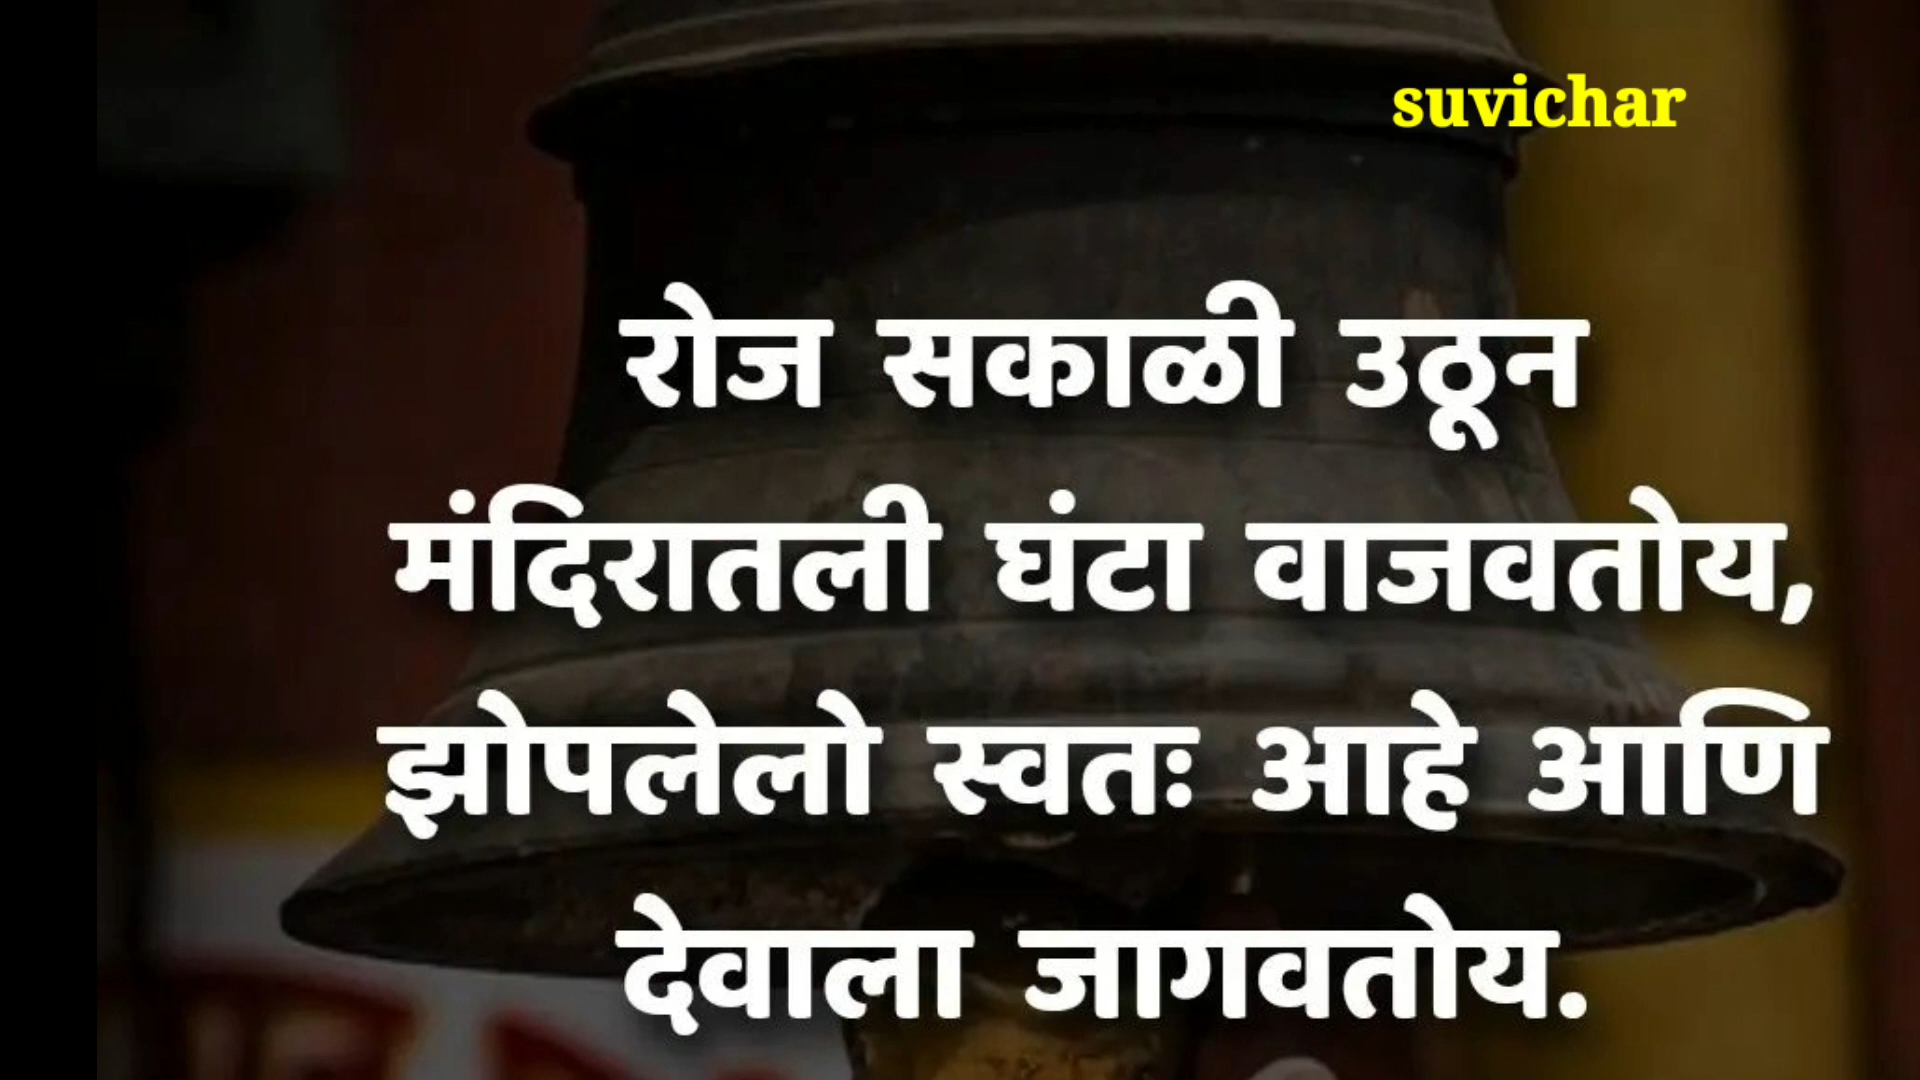 suvichar
रोज सकाळी उठून
मंदिरातली घंटा वाजवतोय,
झोपलेलो स्वतः आहे आणि
देवाला जागवतोय.